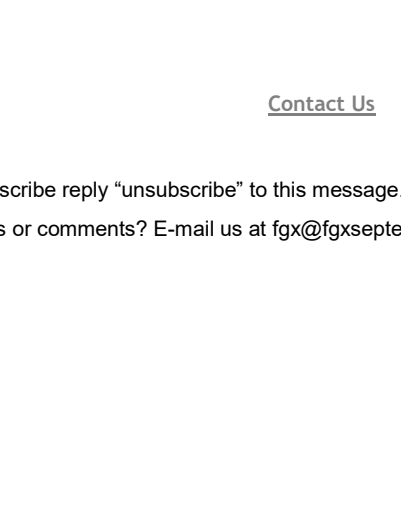 Contact Us
scribe reply “unsubscribe” to this message.
s or comments? E-mail us at fgx@fgxsepte